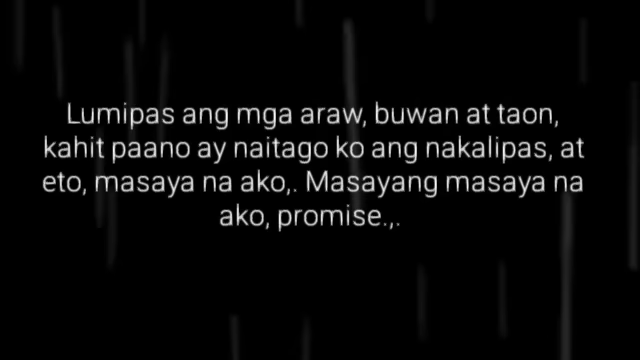 Lumipas ang mga araw, buwan at taon,
kahit paano ay naitago ko ang nakalipas, at
eto, masaya na ako,. Masayang masaya na
ako, promise.,.